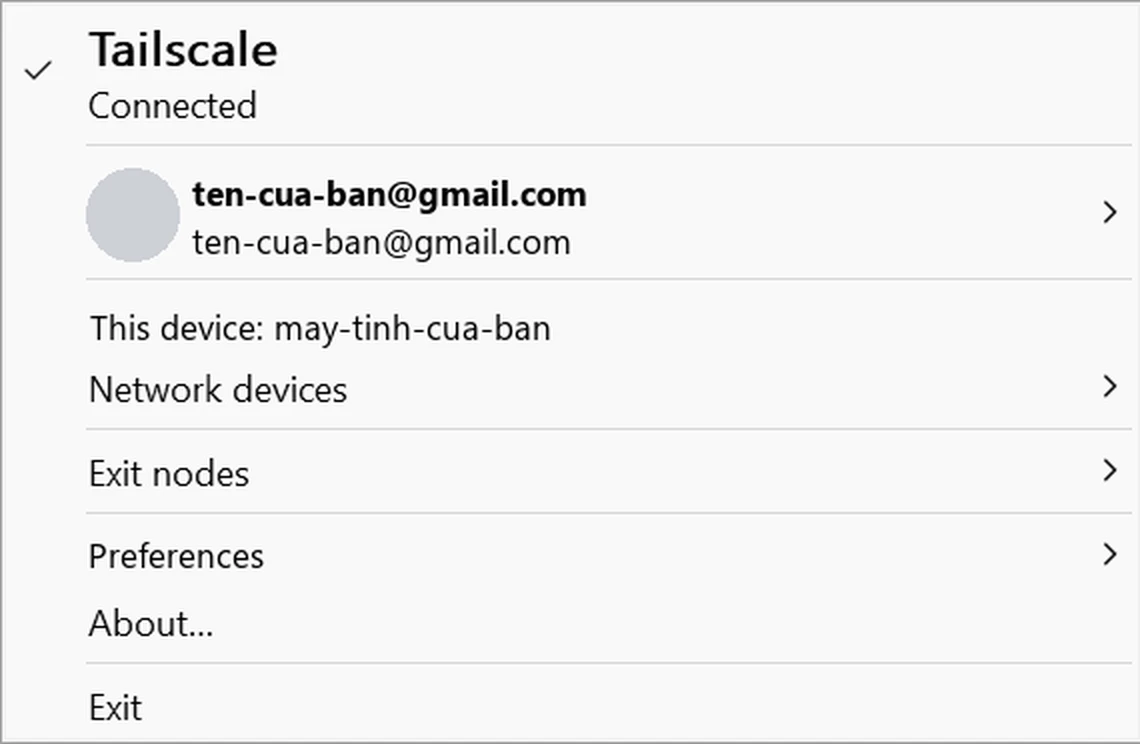 Tailscale
Connected
ten-cua-ban@gmail.com
ten-cua-ban@gmail.com
This device: may-tinh-cua-ban
Network devices
Exit nodes
Preferences
About...
Exit